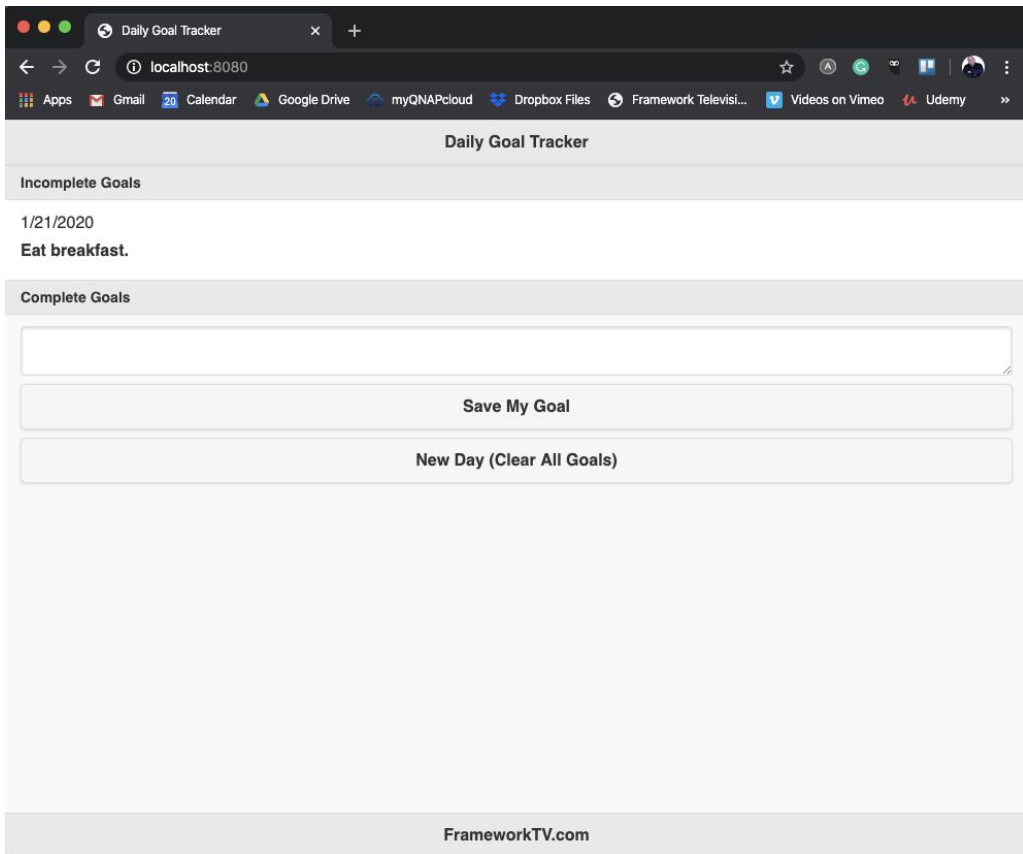 Daily Goal Tracker
localhost:8080
Apps Gmail 20 Calendar Google Drive myQNAPcloud Dropbox Files Framework Televisi... Videos on Vimeo Udemy »
Daily Goal Tracker
Incomplete Goals
1/21/2020
Eat breakfast.
Complete Goals
Save My Goal
New Day (Clear All Goals)
FrameworkTV.com